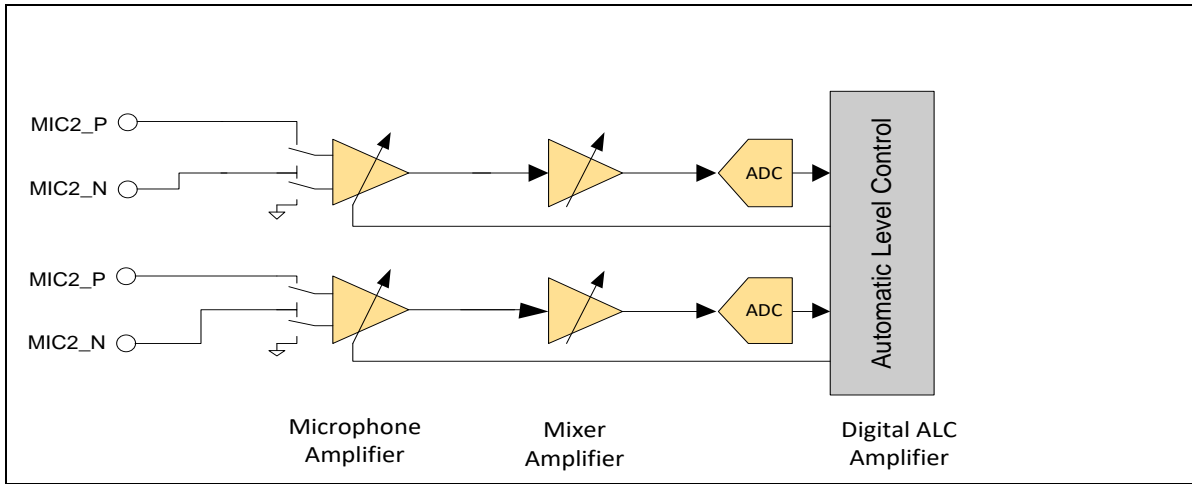 MIC2_P
MIC2_N
ADC
MIC2_P
MIC2_N
ADC
Automatic Level Control
Microphone
Amplifier
Mixer
Amplifier
Digital ALC
Amplifier